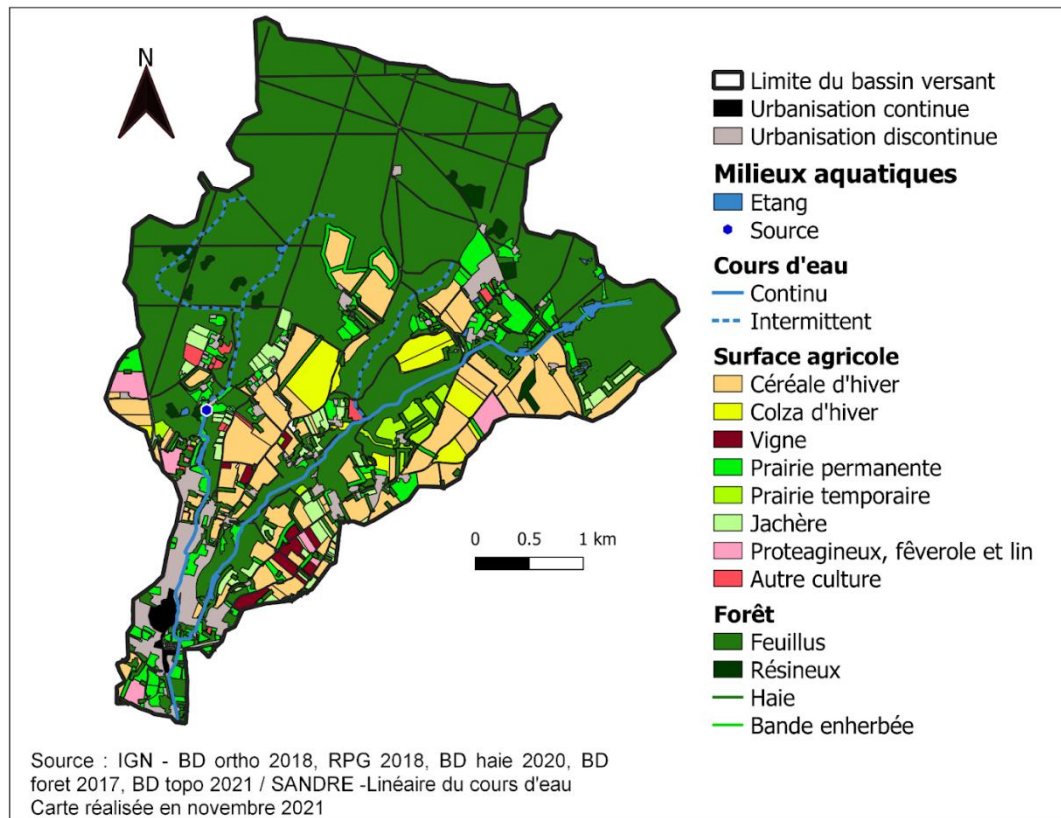 N
Limite du bassin versant
Urbanisation continue
Urbanisation discontinue
Milieux aquatiques
Etang
Source
Cours d'eau
Continu
Intermittent
Surface agricole
Céréale d'hiver
Colza d'hiver
Vigne
Prairie permanente
Prairie temporaire
Jachère
Proteagineux, fêverole et lin
Autre culture
Forêt
Feuillus
Résineux
Haie
Bande enherbée
0 0.5 1 km
Source : IGN - BD ortho 2018, RPG 2018, BD haie 2020, BD
foret 2017, BD topo 2021 / SANDRE -Linéaire du cours d'eau
Carte réalisée en novembre 2021